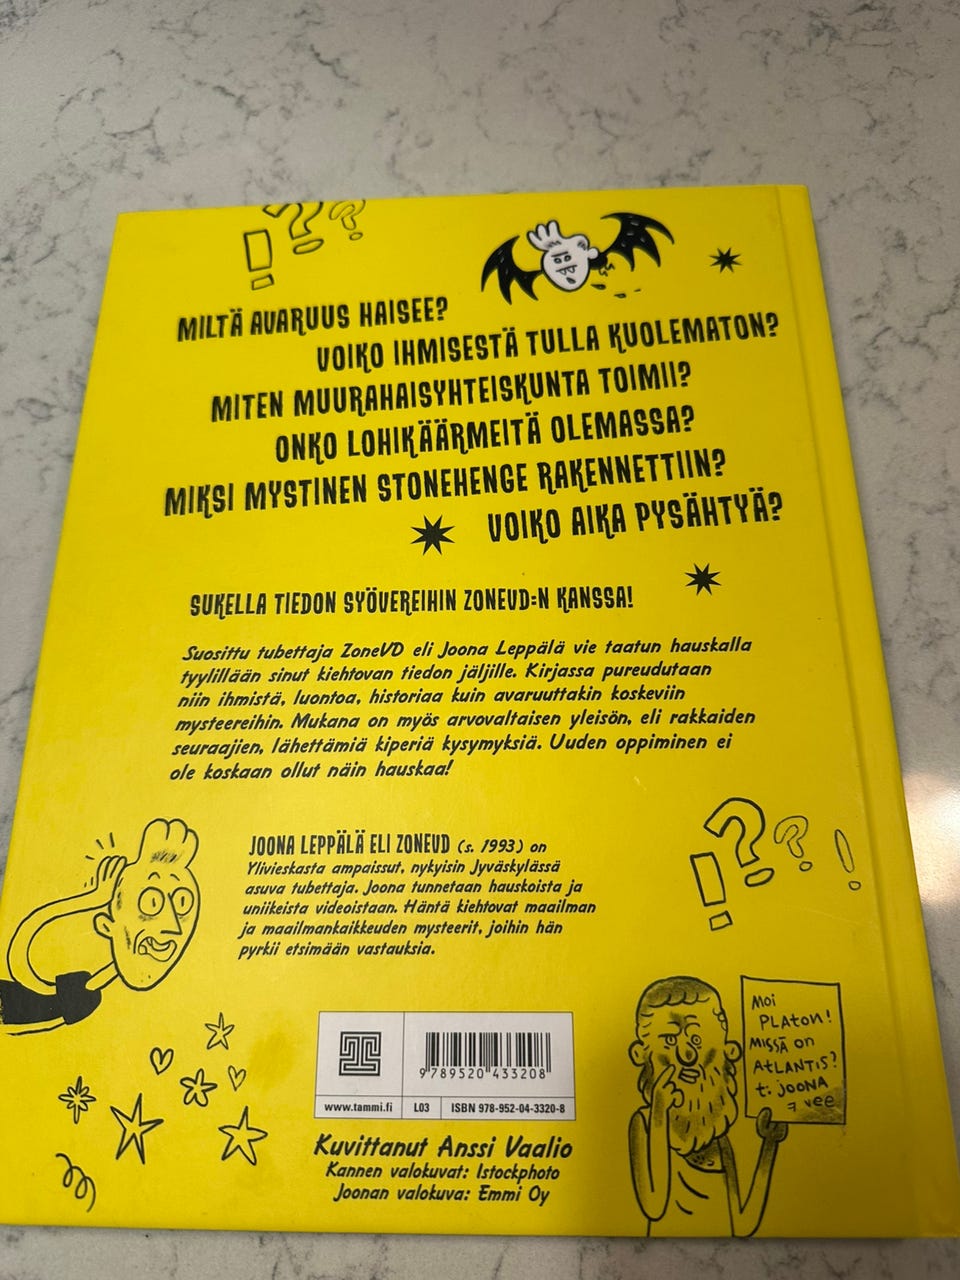 !??
MILTÄ AVARUUS HAISEE?
VOIKO IHMISESTÄ TULLA KUOLEMATON?
MITEN MUURAHAISYHTEISKUNTA TOIMII?
ONKO LOHIKÄÄRMEITÄ OLEMASSA?
MIKSI MYSTINEN STONEHENGE RAKENNETTIIN?
VOIKO AIKA PYSÄHTYÄ?
SUKELLA TIEDON SYÖVEREIHIN ZONEVD:N KANSSA!
Suosittu tubettaja ZoneVD eli Joona Leppälä vie taatun hauskalla
tyylillään sinut kiehtovan tiedon jäljille. Kirjassa pureudutaan
niin ihmistä, luontoa, historiaa kuin avaruuttakin koskeviin
mysteereihin. Mukana on myös arvovaltaisen yleisön, eli rakkaiden
seuraajien, lähettämiä kiperiä kysymyksiä. Uuden oppiminen ei
ole koskaan ollut näin hauskaa!
JOONA LEPPÄLÄ ELI ZONEVD (s. 1993) on
Ylivieskasta ampaissut, nykyisin Jyväskylässä
asuva tubettaja. Joona tunnetaan hauskoista ja
uniikeista videoistaan. Häntä kiehtovat maailman
ja maailmankaikkeuden mysteerit, joihin hän
pyrkii etsimään vastauksia.
!??!
Moi
PLATON!
MISSÄ on
ATLANTIS?
t. JOONA
7 vee
9789520433208
www.tammi.fi L03 ISBN 978-952-04-3320-8
Kuvittanut Anssi Vaalio
Kannen valokuvat: Istockphoto
Joonan valokuva: Emmi Oy